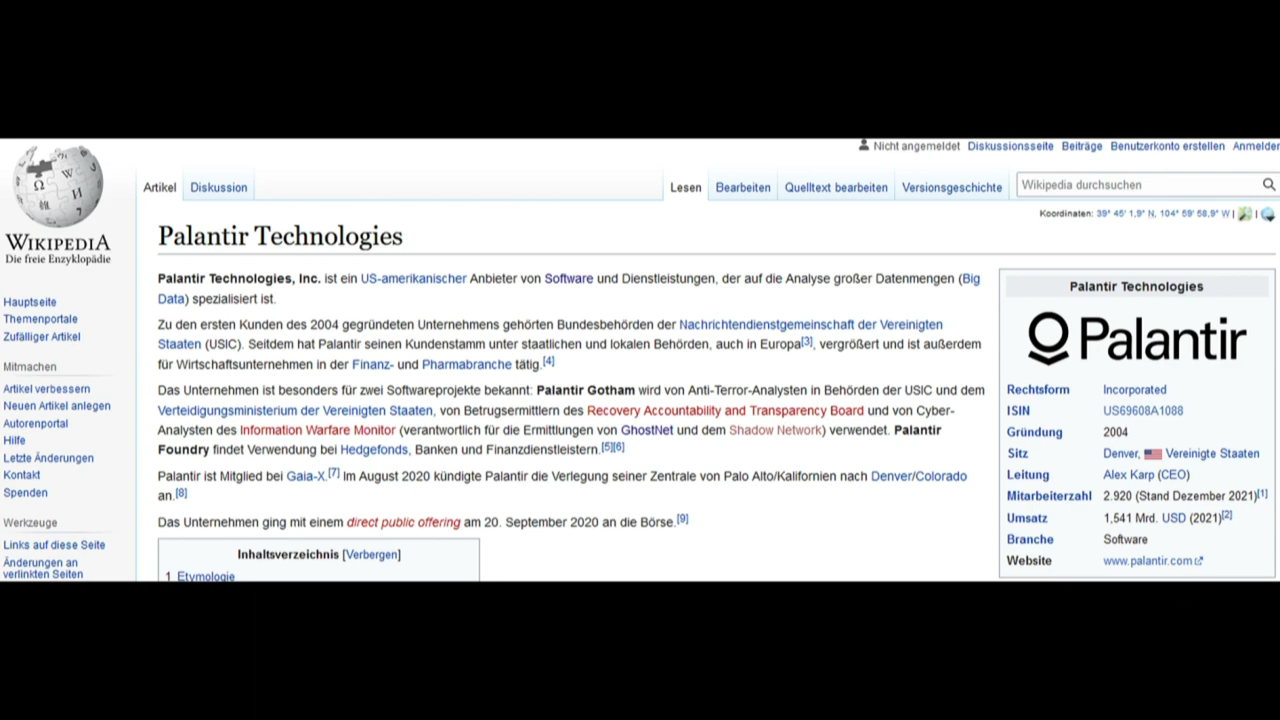 Nicht angemeldet Diskussionsseite Beiträge Benutzerkonto erstellen Anmelden
WIKIPEDIA
Die freie Enzyklopädie
Artikel Diskussion Lesen Bearbeiten Quelltext bearbeiten Versionsgeschichte Wikipedia durchsuchen
Koordinaten: 39° 45′ 1,9″ N, 104° 59′ 58,9″ W |
Hauptseite
Themenportale
Zufälliger Artikel
Mitmachen
Artikel verbessern
Neuen Artikel anlegen
Autorenportal
Hilfe
Letzte Änderungen
Kontakt
Spenden
Werkzeuge
Links auf diese Seite
Änderungen an
verlinkten Seiten
Palantir Technologies
Palantir Technologies, Inc. ist ein US-amerikanischer Anbieter von Software und Dienstleistungen, der auf die Analyse großer Datenmengen (Big
Data) spezialisiert ist.
Zu den ersten Kunden des 2004 gegründeten Unternehmens gehörten Bundesbehörden der Nachrichtendienstgemeinschaft der Vereinigten
Staaten (USIC). Seitdem hat Palantir seinen Kundenstamm unter staatlichen und lokalen Behörden, auch in Europa[3], vergrößert und ist außerdem
für Wirtschaftsunternehmen in der Finanz- und Pharmabranche tätig.[4]
Das Unternehmen ist besonders für zwei Softwareprojekte bekannt: Palantir Gotham wird von Anti-Terror-Analysten in Behörden der USIC und dem
Verteidigungsministerium der Vereinigten Staaten, von Betrugsermittlern des Recovery Accountability and Transparency Board und von Cyber-
Analysten des Information Warfare Monitor (verantwortlich für die Ermittlungen von GhostNet und dem Shadow Network) verwendet. Palantir
Foundry findet Verwendung bei Hedgefonds, Banken und Finanzdienstleistern.[5][6]
Palantir ist Mitglied bei Gaia-X.[7] Im August 2020 kündigte Palantir die Verlegung seiner Zentrale von Palo Alto/Kalifornien nach Denver/Colorado
an.[8]
Das Unternehmen ging mit einem direct public offering am 20. September 2020 an die Börse.[9]
Inhaltsverzeichnis [Verbergen]
1 Etymologie
Palantir Technologies
Palantir
Rechtsform Incorporated
ISIN US69608A1088
Gründung 2004
Sitz Denver, Vereinigte Staaten
Leitung Alex Karp (CEO)
Mitarbeiterzahl 2.920 (Stand Dezember 2021)[1]
Umsatz 1,541 Mrd. USD (2021)[2]
Branche Software
Website www.palantir.com